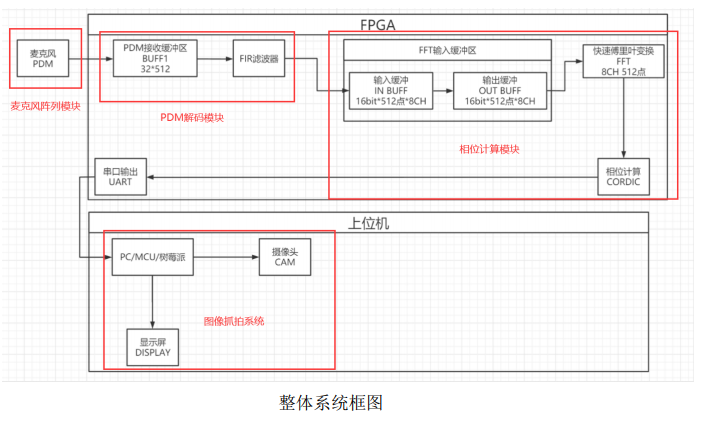 FPGA
麦克风
PDM
麦克风阵列模块
PDM接收缓冲区
BUFF1
32*512
FIR滤波器
PDM解码模块
FFT输入缓冲区
输入缓冲
IN BUFF
16bit*512点*8CH
输出缓冲
OUT BUFF
16bit*512点*8CH
快速傅里叶变换
FFT
8CH 512点
相位计算模块
串口输出
UART
相位计算
CORDIC
上位机
PC/MCU/树莓派
摄像头
CAM
图像抓拍系统
显示屏
DISPLAY
整体系统框图